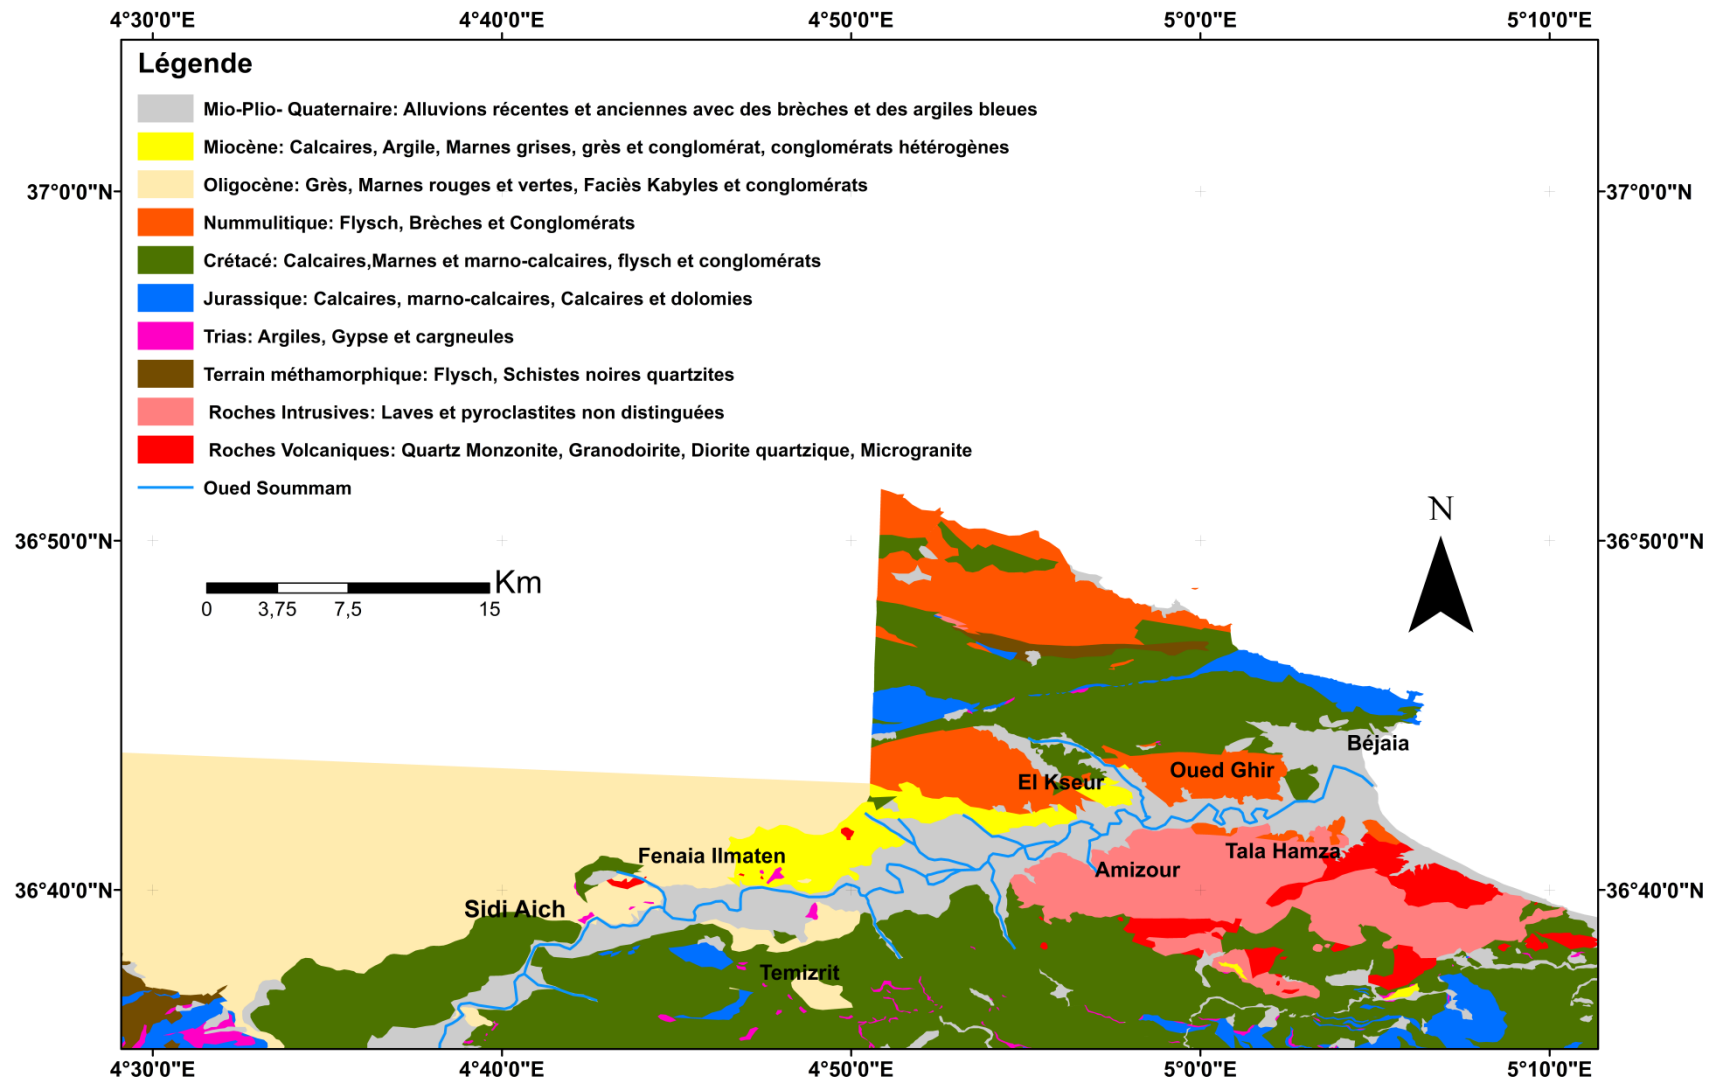 4°30'0"E 4°40'0"E 4°50'0"E 5°0'0"E 5°10'0"E
Légende
Mio-Plio- Quaternaire: Alluvions récentes et anciennes avec des brèches et des argiles bleues
Miocène: Calcaires, Argile, Marnes grises, grès et conglomérat, conglomérats hétérogènes
37°0'0"N 37°0'0"N
Oligocène: Grès, Marnes rouges et vertes, Faciès Kabyles et conglomérats
Nummulitique: Flysch, Brèches et Conglomérats
Crétacé: Calcaires,Marnes et marno-calcaires, flysch et conglomérats
Jurassique: Calcaires, marno-calcaires, Calcaires et dolomies
Trias: Argiles, Gypse et cargneules
Terrain méthamorphique: Flysch, Schistes noires quartzites
Roches Intrusives: Laves et pyroclastites non distinguées
Roches Volcaniques: Quartz Monzonite, Granodoirite, Diorite quartzique, Microgranite
Oued Soummam
N
36°50'0"N 36°50'0"N
Km
0 3,75 7,5 15
Béjaia
Oued Ghir
El Kseur
Tala Hamza
Fenaia Ilmaten
Amizour
36°40'0"N 36°40'0"N
Sidi Aich
Temizrit
4°30'0"E 4°40'0"E 4°50'0"E 5°0'0"E 5°10'0"E